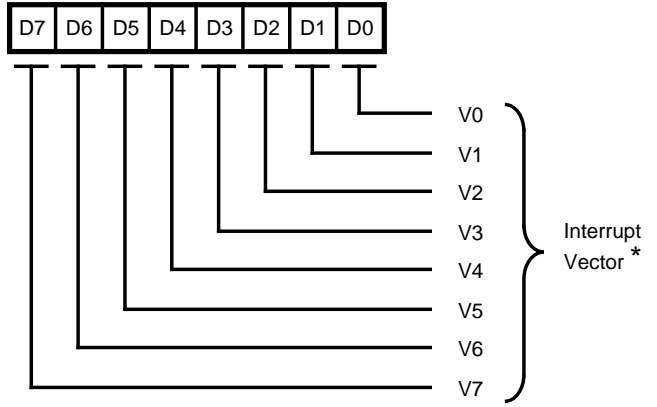 D7 D6 D5 D4 D3 D2 D1 D0
V0
V1
V2
V3
Interrupt
Vector *
V4
V5
V6
V7